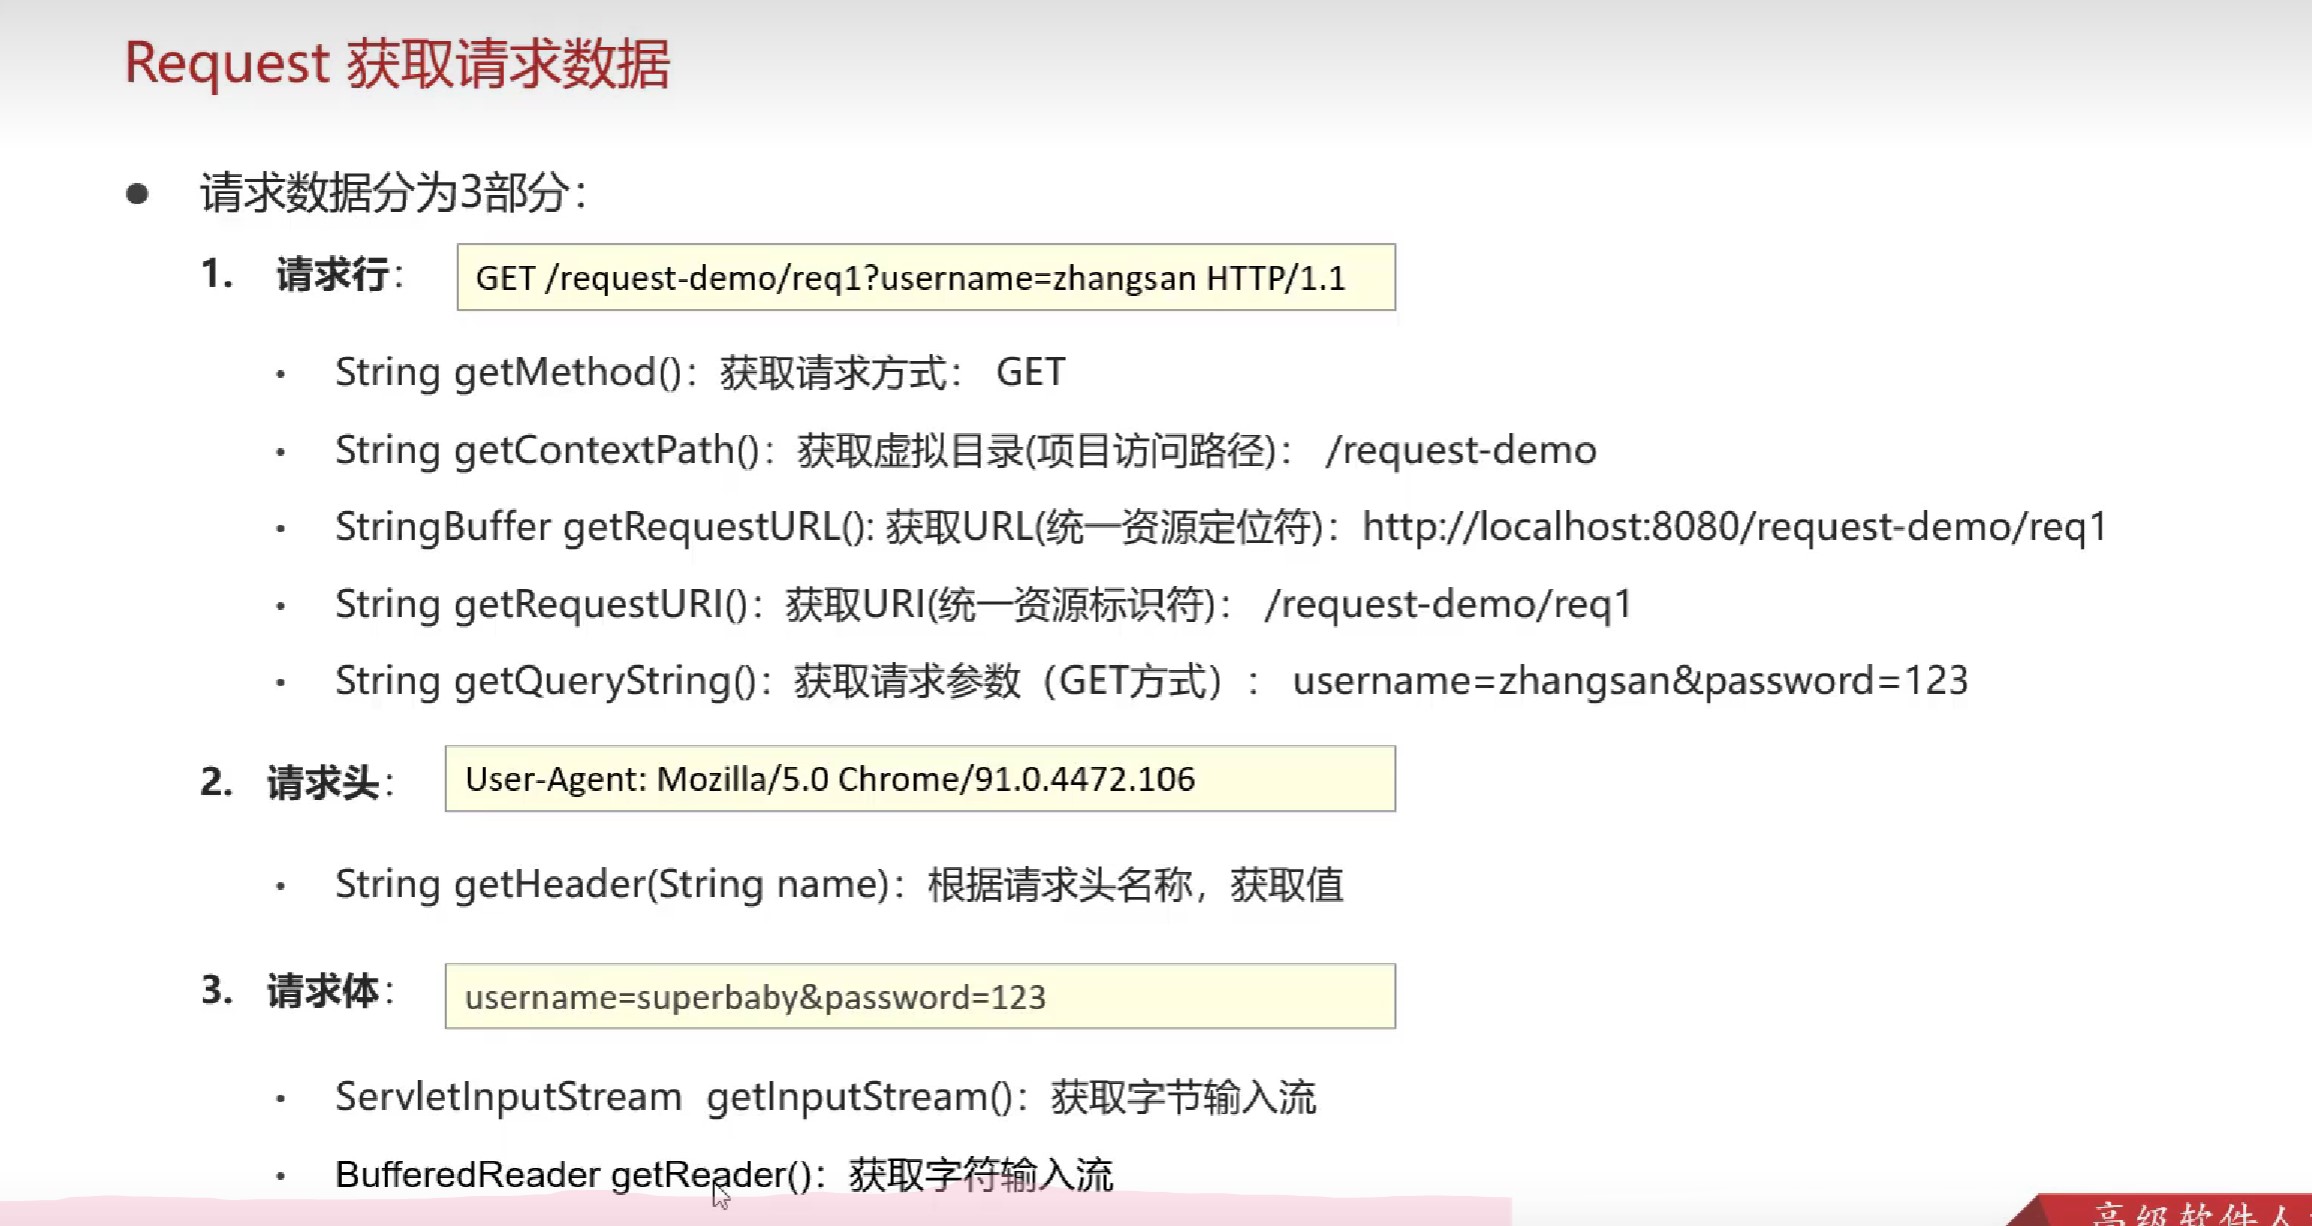 Request 获取请求数据
● 请求数据分为3部分：
1. 请求行： GET /request-demo/req1?username=zhangsan HTTP/1.1
· String getMethod()：获取请求方式： GET
· String getContextPath()：获取虚拟目录(项目访问路径)： /request-demo
· StringBuffer getRequestURL(): 获取URL(统一资源定位符)：http://localhost:8080/request-demo/req1
· String getRequestURI()：获取URI(统一资源标识符)： /request-demo/req1
· String getQueryString()：获取请求参数（GET方式）： username=zhangsan&password=123
2. 请求头： User-Agent: Mozilla/5.0 Chrome/91.0.4472.106
· String getHeader(String name)：根据请求头名称，获取值
3. 请求体： username=superbaby&password=123
· ServletInputStream getInputStream()：获取字节输入流
· BufferedReader getReader()：获取字符输入流
高级软件人